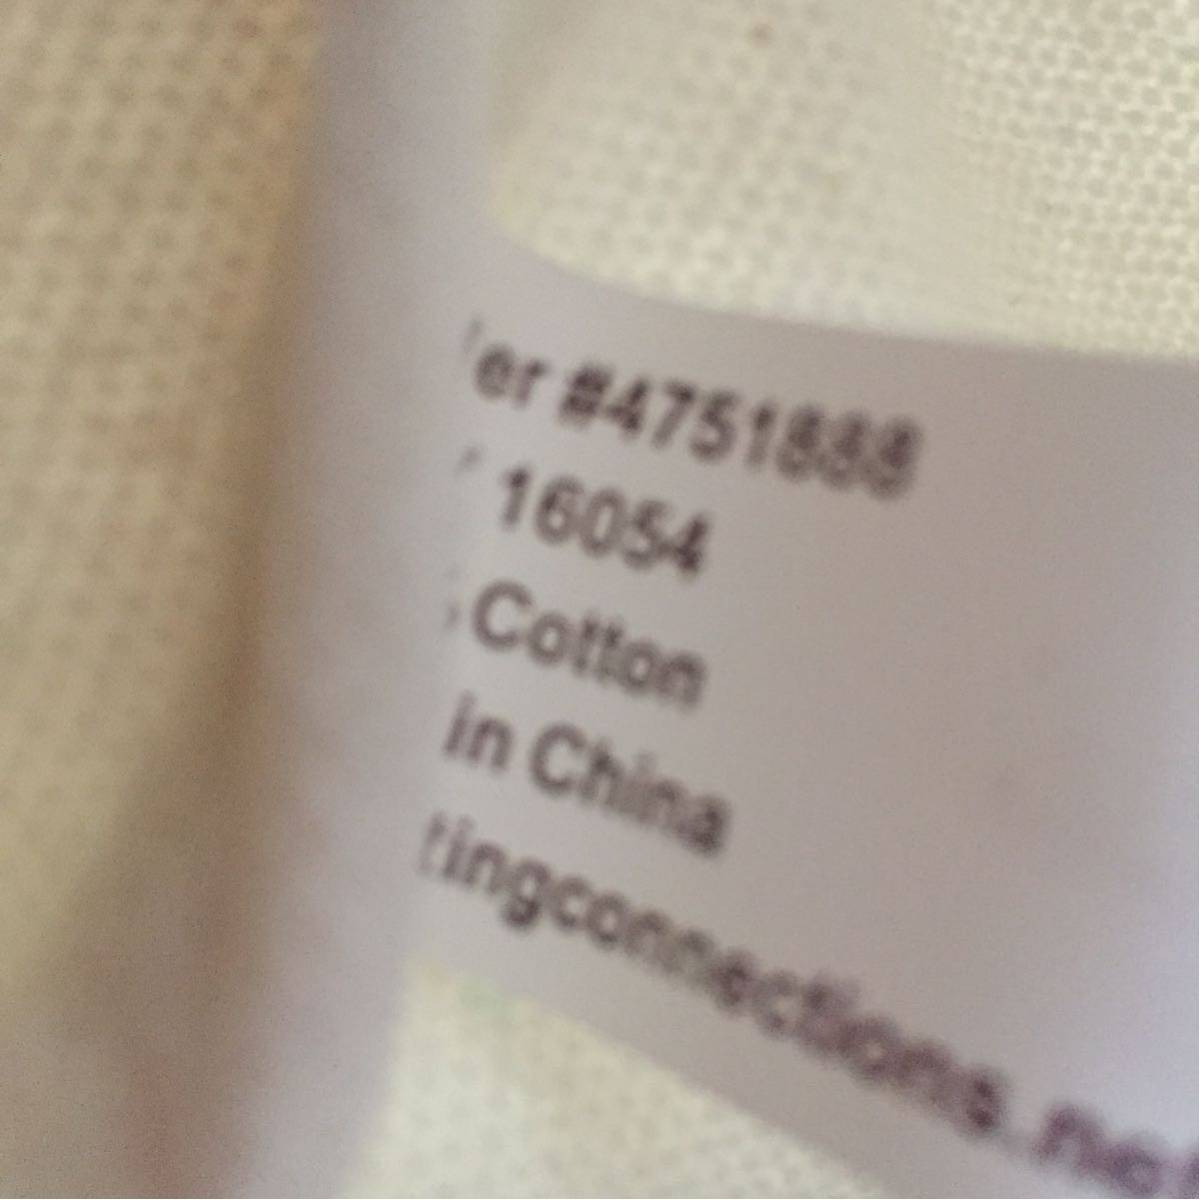 er #4751888
16054
Cotton
in China
tingconnections.net